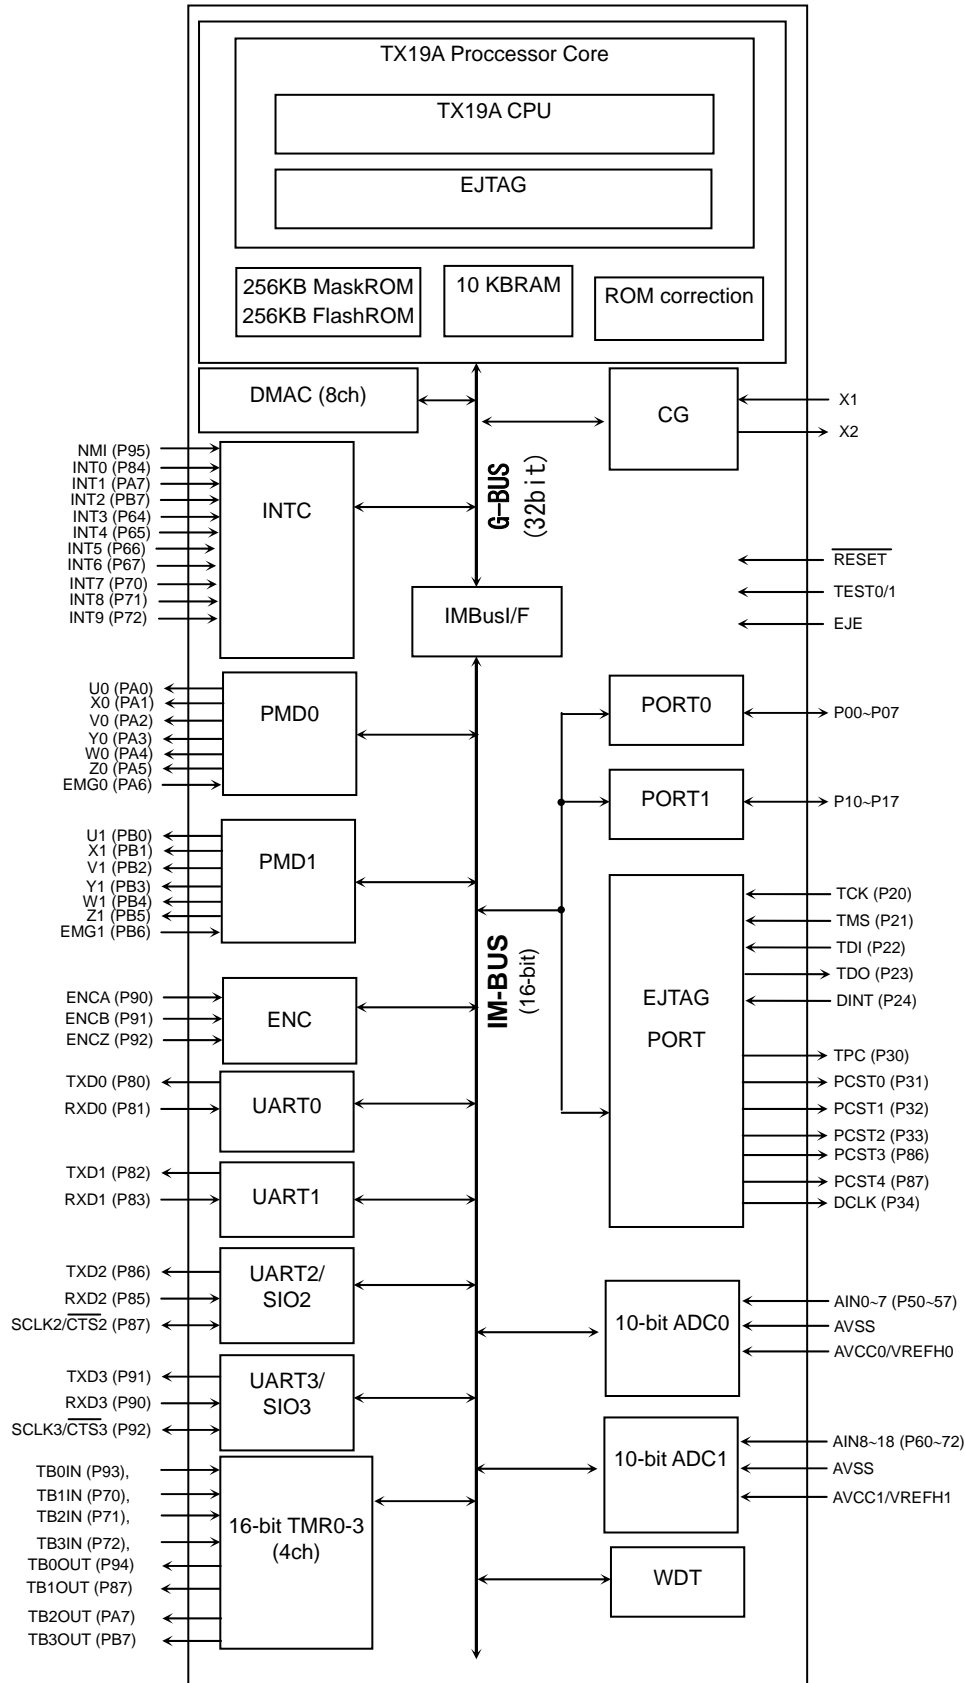 TX19A Proccessor Core
TX19A CPU
EJTAG
256KB MaskROM
256KB FlashROM
10 KBRAM
ROM correction
DMAC (8ch)
CG
X1
X2
G-BUS
(32bit)
NMI (P95)
INT0 (P84)
INT1 (PA7)
INT2 (PB7)
INT3 (P64)
INT4 (P65)
INT5 (P66)
INT6 (P67)
INT7 (P70)
INT8 (P71)
INT9 (P72)
INTC
RESET
TEST0/1
EJE
IMBusI/F
U0 (PA0)
X0 (PA1)
V0 (PA2)
Y0 (PA3)
W0 (PA4)
Z0 (PA5)
EMG0 (PA6)
PMD0
PORT0
P00~P07
PORT1
P10~P17
U1 (PB0)
X1 (PB1)
V1 (PB2)
Y1 (PB3)
W1 (PB4)
Z1 (PB5)
EMG1 (PB6)
PMD1
IM-BUS
(16-bit)
EJTAG
PORT
TCK (P20)
TMS (P21)
TDI (P22)
TDO (P23)
DINT (P24)
TPC (P30)
PCST0 (P31)
PCST1 (P32)
PCST2 (P33)
PCST3 (P86)
PCST4 (P87)
DCLK (P34)
ENCA (P90)
ENCB (P91)
ENCZ (P92)
ENC
TXD0 (P80)
RXD0 (P81)
UART0
TXD1 (P82)
RXD1 (P83)
UART1
TXD2 (P86)
RXD2 (P85)
SCLK2/CTS2 (P87)
UART2/
SIO2
10-bit ADC0
AIN0~7 (P50~57)
AVSS
AVCC0/VREFH0
TXD3 (P91)
RXD3 (P90)
SCLK3/CTS3 (P92)
UART3/
SIO3
10-bit ADC1
AIN8~18 (P60~72)
AVSS
AVCC1/VREFH1
TB0IN (P93),
TB1IN (P70),
TB2IN (P71),
TB3IN (P72),
TB0OUT (P94)
TB1OUT (P87)
TB2OUT (PA7)
TB3OUT (PB7)
16-bit TMR0-3
(4ch)
WDT